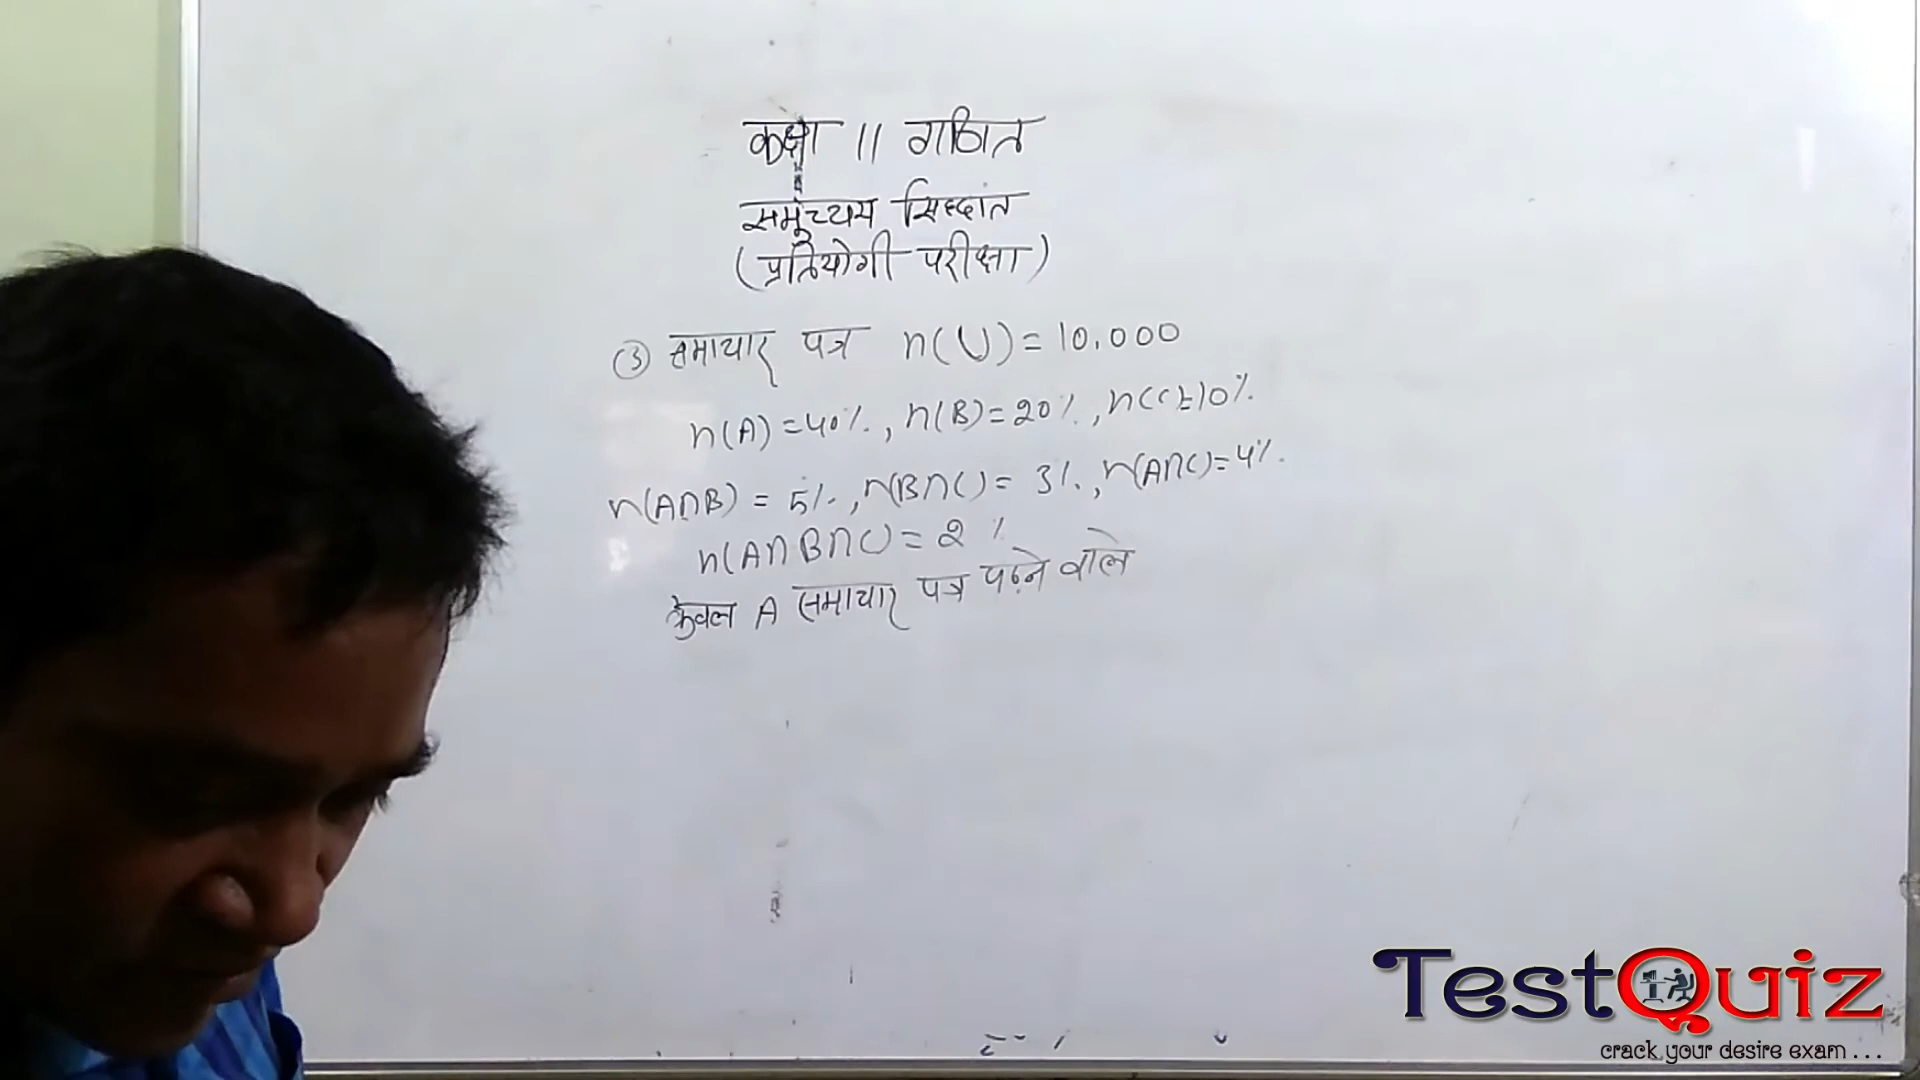 कक्षा 11 गणित
समुच्चय सिद्धांत
(प्रतियोगी परीक्षा)
③ समाचार पत्र n(U) = 10,000
n(A) = 40%, n(B) = 20%, n(C) = 10%
n(A∩B) = 5%, n(B∩C) = 3%, n(A∩C) = 4%
n(A∩B∩C) = 2%
केवल A समाचार पत्र पढ़ने वाले
TestQuiz
crack your desire exam...